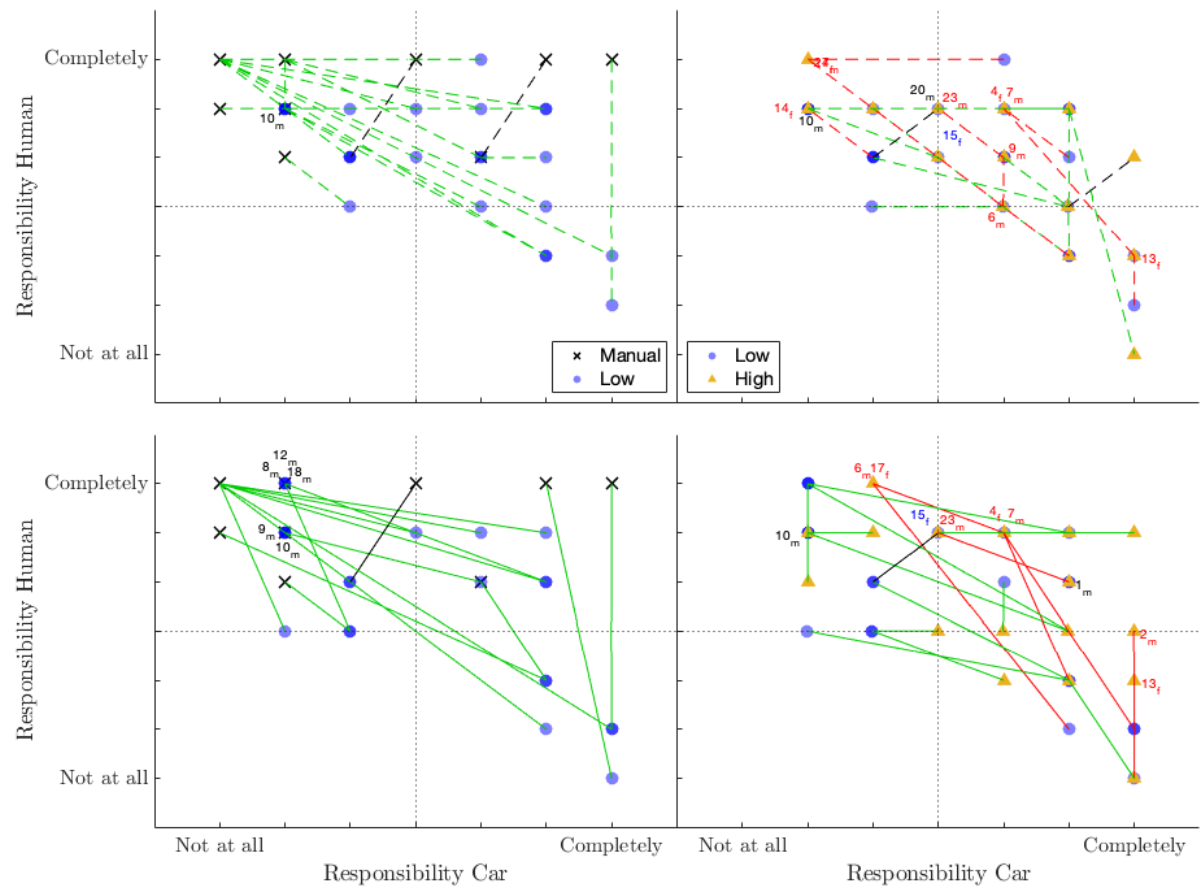 Completely
Responsibility Human
Not at all
10m
Manual
Low
14f
10m
20m
23m
4f 7m
15f
9m
6m
13f
Low
High
Completely
Responsibility Human
Not at all
12m
8m 18m
9m
10m
Not at all
Completely
Responsibility Car
6m 17f
15f
23m
4f 7m
10m
1m
2m
13f
Not at all
Completely
Responsibility Car